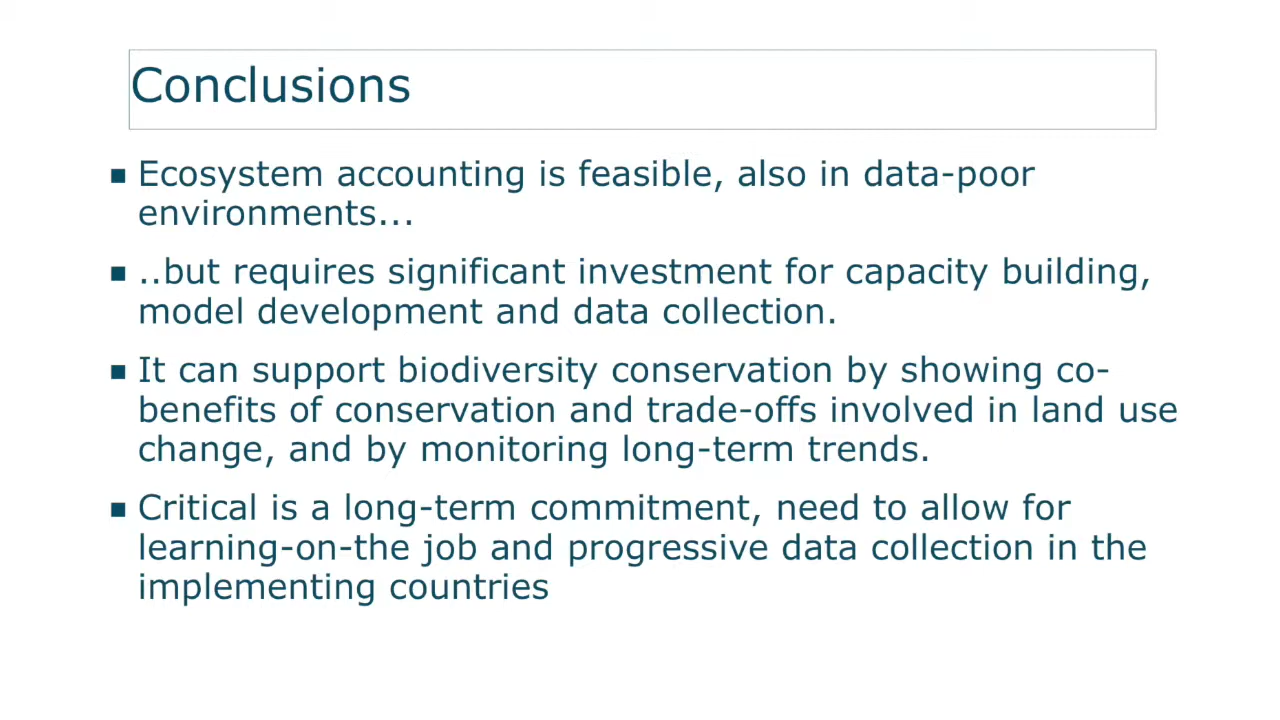 Conclusions
■ Ecosystem accounting is feasible, also in data-poor
environments...
■ ..but requires significant investment for capacity building,
model development and data collection.
■ It can support biodiversity conservation by showing co-
benefits of conservation and trade-offs involved in land use
change, and by monitoring long-term trends.
■ Critical is a long-term commitment, need to allow for
learning-on-the job and progressive data collection in the
implementing countries